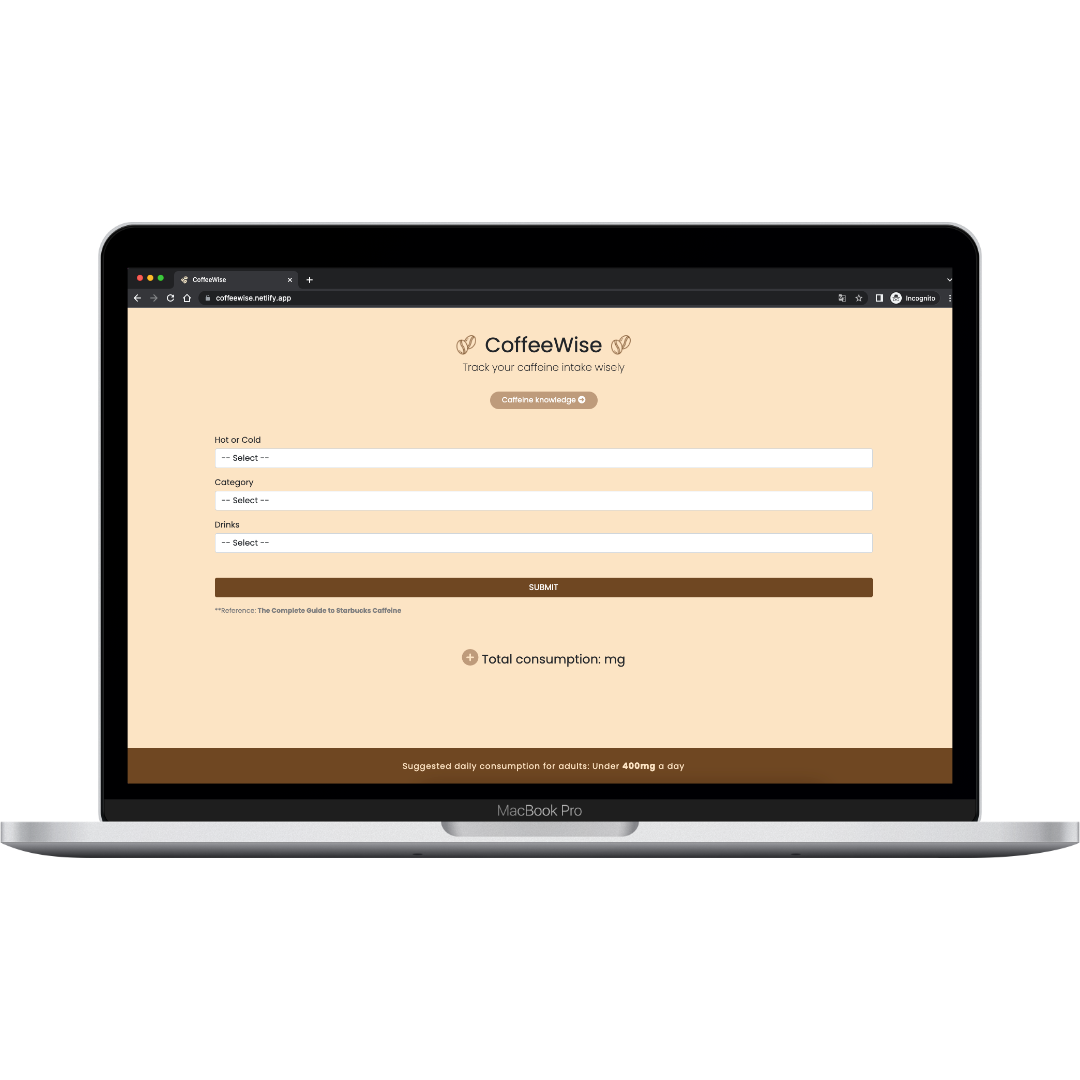 CoffeeWise
coffeewise.netlify.app
Incognito
CoffeeWise
Track your caffeine intake wisely
Caffeine knowledge
Hot or Cold
-- Select --
Category
-- Select --
Drinks
-- Select --
SUBMIT
**Reference: The Complete Guide to Starbucks Caffeine
Total consumption: mg
Suggested daily consumption for adults: Under 400mg a day
MacBook Pro